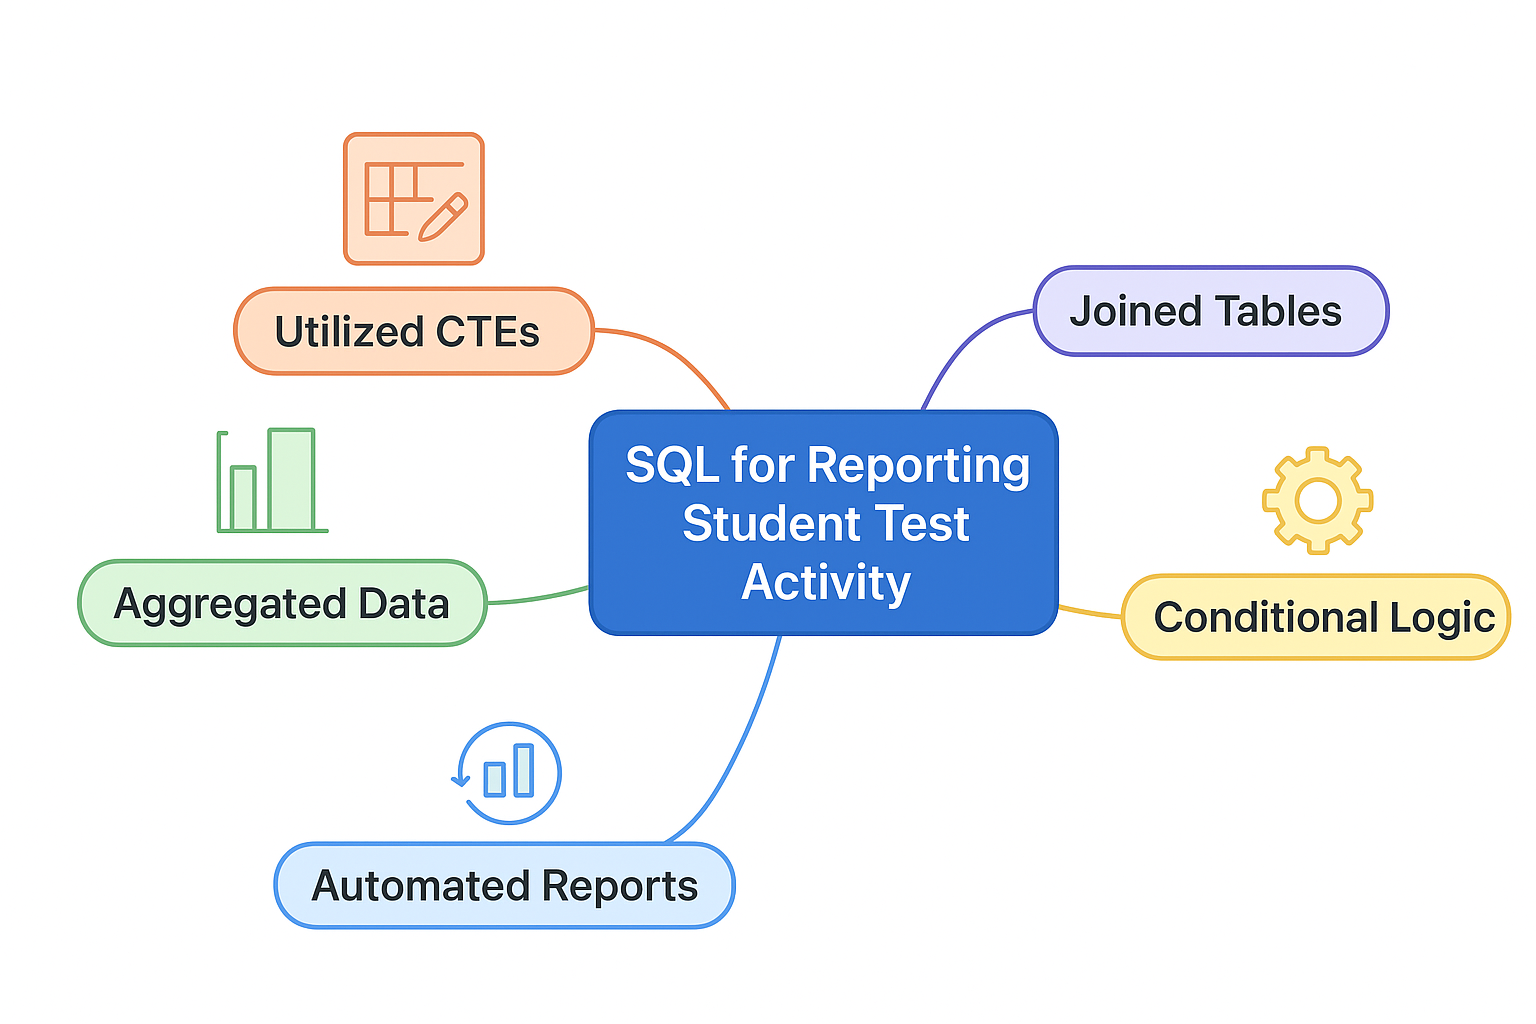 Utilized CTEs
Joined Tables
SQL for Reporting
Student Test
Activity
Aggregated Data
Conditional Logic
Automated Reports